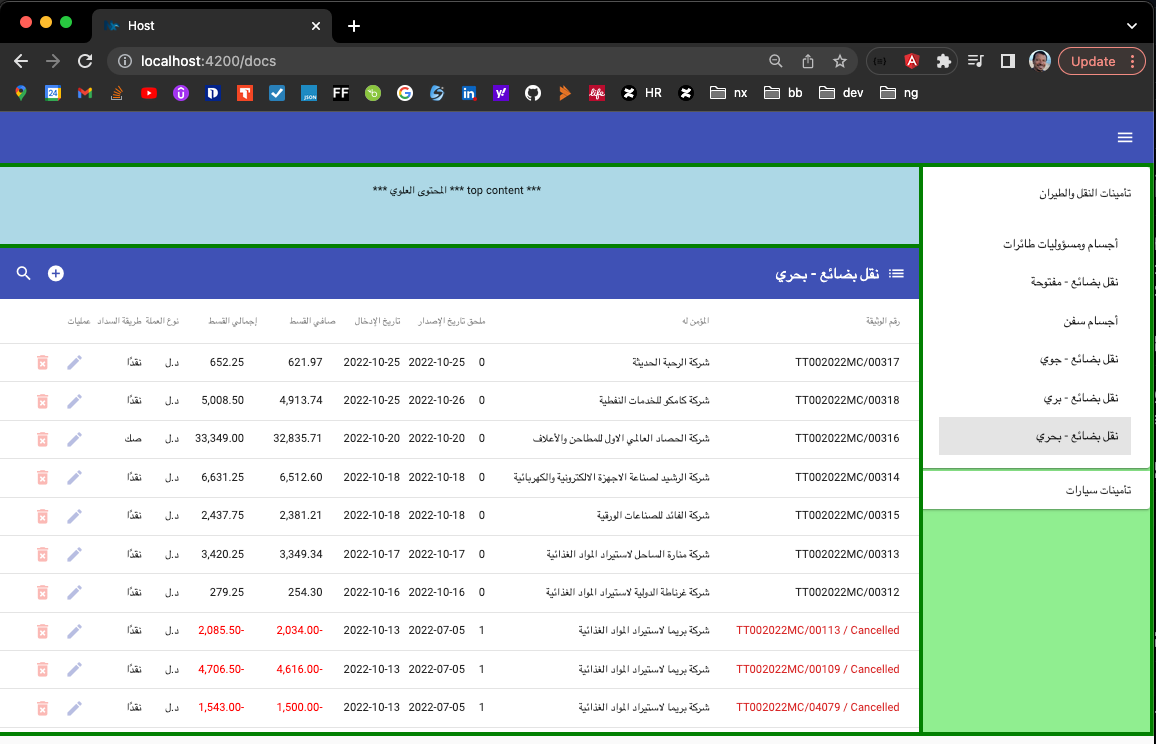 Host
localhost:4200/docs
Update
24
JSON
FF
life
HR
nx
bb
dev
ng
*** top content *** المحتوى العلوي ***
تأمينات النقل والطيران
أجسام ومسؤوليات طائرات
نقل بضائع - مفتوحة
أجسام سفن
نقل بضائع - جوي
نقل بضائع - بري
نقل بضائع - بحري
تأمينات سيارات
نقل بضائع - بحري
رقم الوثيقة المؤمن له ملحق تاريخ الإصدار تاريخ الإدخال صافي القسط إجمالي القسط نوع العملة طريقة السداد عمليات
TT002022MC/00317 شركة الرحبة الحديثة 0 2022-10-25 2022-10-25 621.97 652.25 د.ل نقدًا
TT002022MC/00318 شركة كامكو للخدمات النفطية 0 2022-10-26 2022-10-25 4,913.74 5,008.50 د.ل نقدًا
TT002022MC/00316 شركة الحصاد العالمي الاول للمطاحن والأعلاف 0 2022-10-20 2022-10-20 32,835.71 33,349.00 د.ل صك
TT002022MC/00314 شركة الرشيد لصناعة الاجهزة الالكترونية والكهربائية 0 2022-10-18 2022-10-18 6,512.60 6,631.25 د.ل نقدًا
TT002022MC/00315 شركة القائد للصناعات الورقية 0 2022-10-18 2022-10-18 2,381.21 2,437.75 د.ل نقدًا
TT002022MC/00313 شركة منارة الساحل لاستيراد المواد الغذائية 0 2022-10-17 2022-10-17 3,349.34 3,420.25 د.ل نقدًا
TT002022MC/00312 شركة غرناطة الدولية لاستيراد المواد الغذائية 0 2022-10-16 2022-10-16 254.30 279.25 د.ل نقدًا
TT002022MC/00113 / Cancelled شركة بريما لاستيراد المواد الغذائية 1 2022-07-05 2022-10-13 2,034.00- 2,085.50- د.ل نقدًا
TT002022MC/00109 / Cancelled شركة بريما لاستيراد المواد الغذائية 1 2022-07-05 2022-10-13 4,616.00- 4,706.50- د.ل نقدًا
TT002022MC/04079 / Cancelled شركة بريما لاستيراد المواد الغذائية 1 2022-07-05 2022-10-13 1,500.00- 1,543.00- د.ل نقدًا